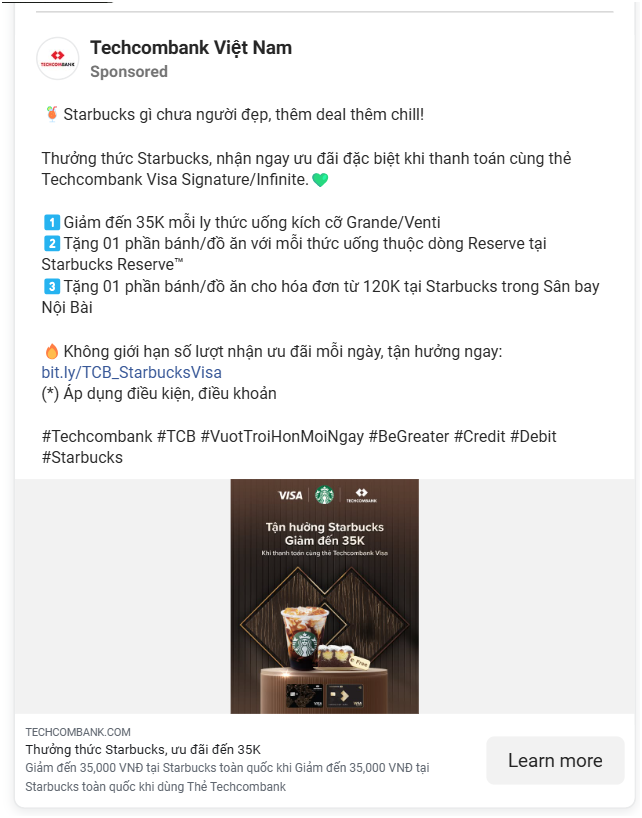 Techcombank Việt Nam
Sponsored
🍹 Starbucks gì chưa người đẹp, thêm deal thêm chill!
Thưởng thức Starbucks, nhận ngay ưu đãi đặc biệt khi thanh toán cùng thẻ
Techcombank Visa Signature/Infinite. 💚
1️⃣ Giảm đến 35K mỗi ly thức uống kích cỡ Grande/Venti
2️⃣ Tặng 01 phần bánh/đồ ăn với mỗi thức uống thuộc dòng Reserve tại
Starbucks Reserve™
3️⃣ Tặng 01 phần bánh/đồ ăn cho hóa đơn từ 120K tại Starbucks trong Sân bay
Nội Bài
🔥 Không giới hạn số lượt nhận ưu đãi mỗi ngày, tận hưởng ngay:
bit.ly/TCB_StarbucksVisa
(*) Áp dụng điều kiện, điều khoản
#Techcombank #TCB #VuotTroiHonMoiNgay #BeGreater #Credit #Debit
#Starbucks
VISA TECHCOMBANK
Tận hưởng Starbucks
Giảm đến 35K
Khi thanh toán cùng thẻ Techcombank Visa
Free
VISA VISA
TECHCOMBANK.COM
Thưởng thức Starbucks, ưu đãi đến 35K
Giảm đến 35,000 VNĐ tại Starbucks toàn quốc khi Giảm đến 35,000 VNĐ tại
Starbucks toàn quốc khi dùng Thẻ Techcombank
Learn more